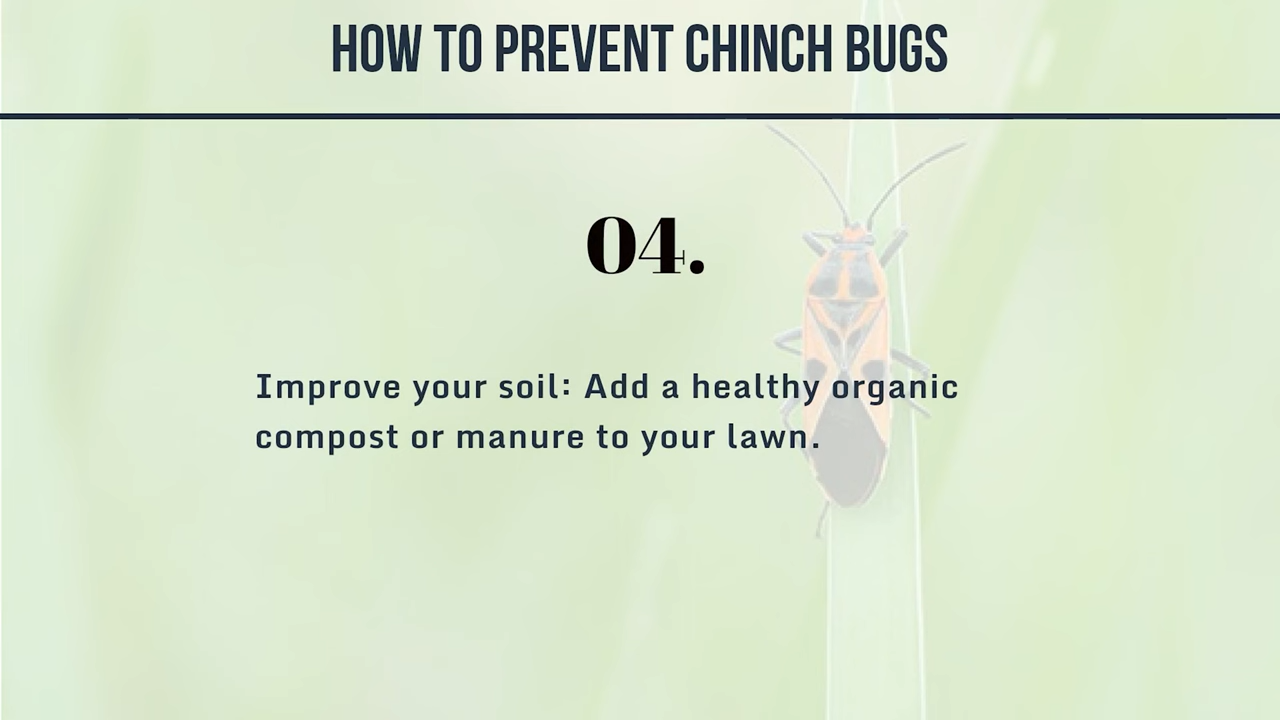 HOW TO PREVENT CHINCH BUGS
04.
Improve your soil: Add a healthy organic
compost or manure to your lawn.